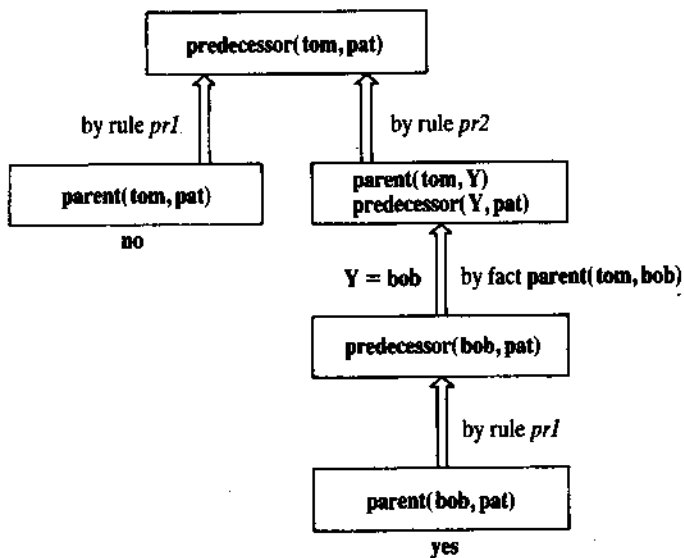 predecessor(tom, pat)
by rule pr1
by rule pr2
parent(tom, pat)
no
parent(tom, Y)
predecessor(Y, pat)
Y = bob
by fact parent(tom, bob)
predecessor(bob, pat)
by rule pr1
parent(bob, pat)
yes